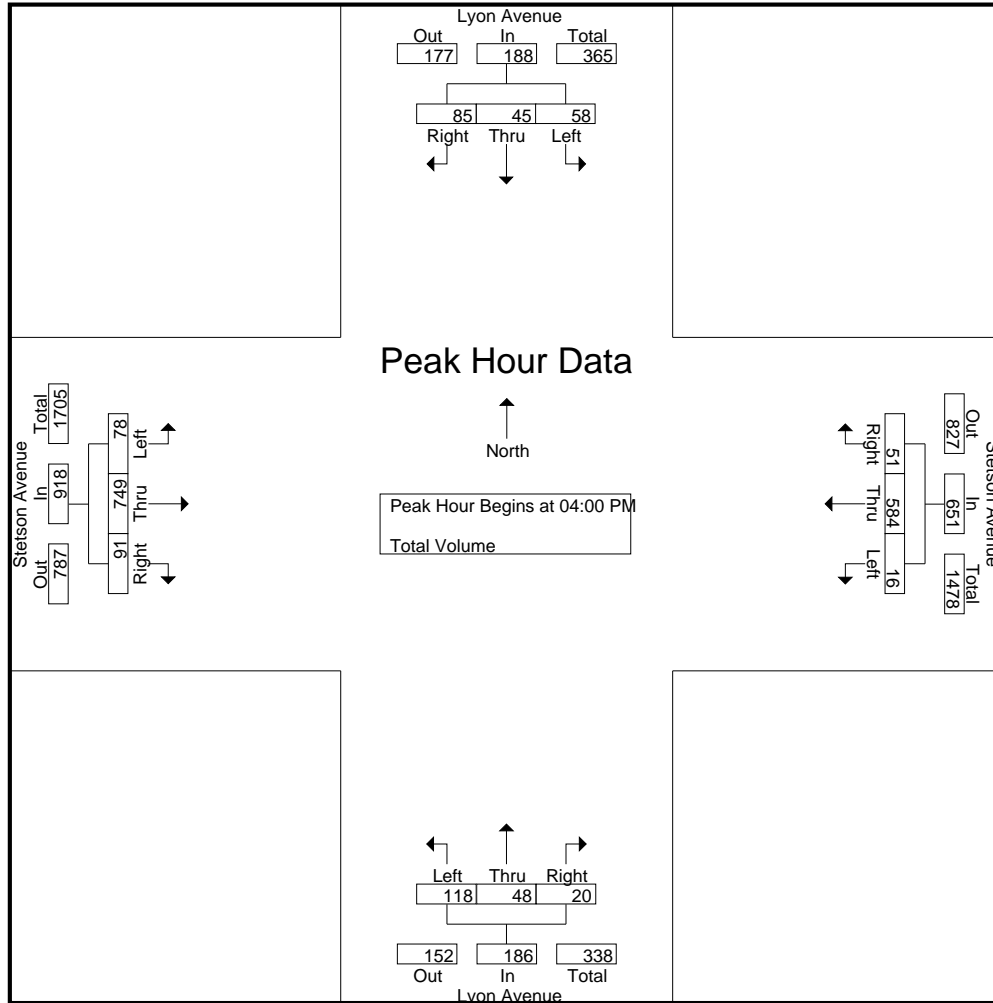 Lyon Avenue
Out In Total
177 188 365
85 45 58
Right Thru Left
Peak Hour Data
North
Peak Hour Begins at 04:00 PM
Total Volume
Stetson Avenue
Total In Out
1705 918 787
78 749 91
Left Thru Right
Stetson Avenue
Out In Total
827 651 1478
51 584 16
Right Thru Left
Left Thru Right
118 48 20
152 186 338
Out In Total
Lyon Avenue